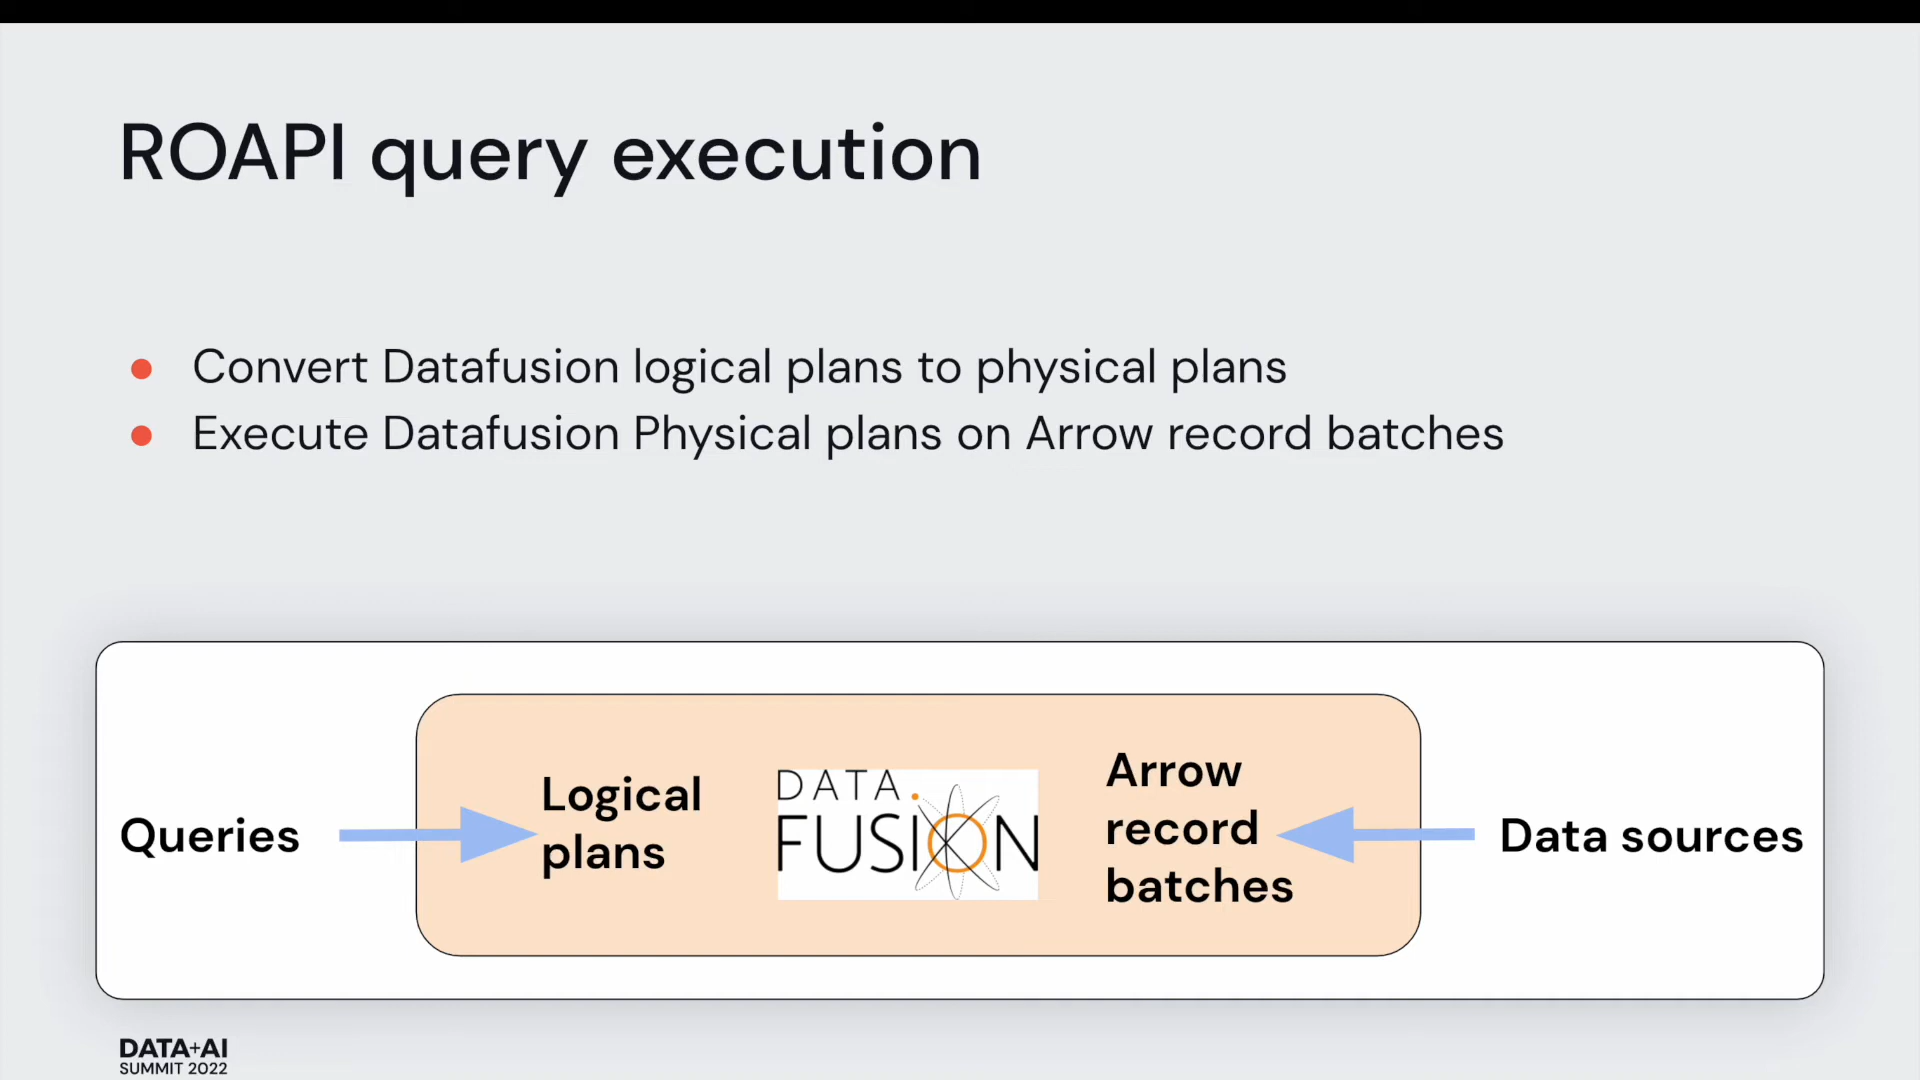 ROAPI query execution
Convert Datafusion logical plans to physical plans
Execute Datafusion Physical plans on Arrow record batches
Queries
Logical
plans
DATA
FUSION
Arrow
record
batches
Data sources
DATA+AI
SUMMIT 2022